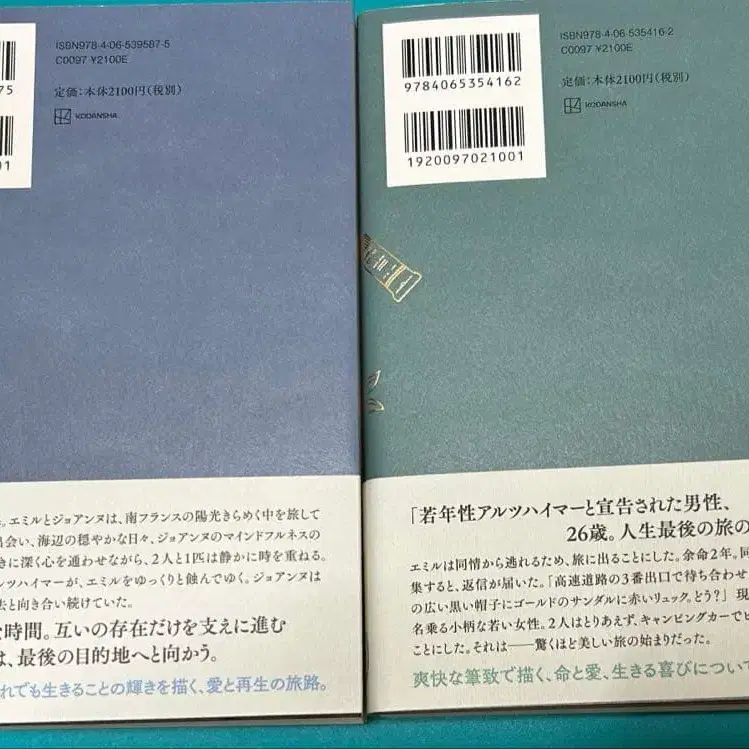 ISBN978-4-06-539587-5
C0097 ¥2100E
定価:本体2100円(税別)
KODANSHA
75
01
。エミルとジョアンヌは、南フランスの陽光きらめく中を旅して
出会い、海辺の穏やかな日々、ジョアンヌのマインドフルネスの
きに深く心を通わせながら、2人と1匹は静かに時を重ねる。
ンツハイマーが、エミルをゆっくりと蝕んでゆく。ジョアンヌは
去と向き合い続けていた。
な時間。互いの存在だけを支えに進む
は、最後の目的地へと向かう。
れでも生きることの輝きを描く、愛と再生の旅路。
ISBN978-4-06-535416-2
C0097 ¥2100E
定価:本体2100円(税別)
KODANSHA
9784065354162
1920097021001
「若年性アルツハイマーと宣告された男性、
26歳。人生最後の旅の
エミルは同情から逃れるため、旅に出ることにした。余命2年。同
集すると、返信が届いた。「高速道路の3番出口で待ち合わせ
の広い黒い帽子にゴールドのサンダルに赤いリュック。どう?」 現
名乗る小柄な若い女性。2人はとりあえず、キャンピングカーでピ
ことにした。それは――驚くほど美しい旅の始まりだった。
爽快な筆致で描く、命と愛、生きる喜びについて